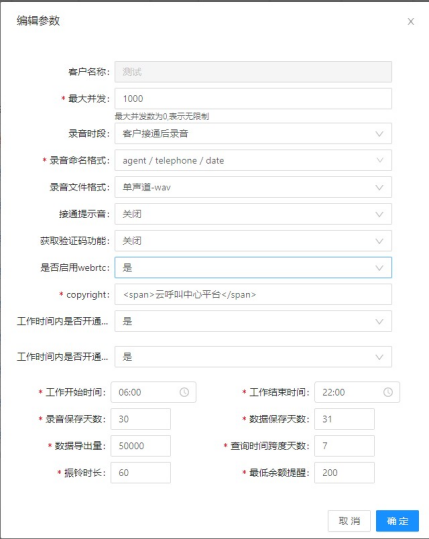 编辑参数
客户名称: 测试
* 最大并发: 1000
最大并发数为0,表示无限制
录音时段: 客户接通后录音
* 录音命名格式: agent / telephone / date
录音文件格式: 单声道-wav
接通提示音: 关闭
获取验证码功能: 关闭
是否启用webrtc: 是
* copyright: <span>云呼叫中心平台</span>
工作时间内是否开通... 是
工作时间内是否开通... 是
* 工作开始时间: 06:00 * 工作结束时间: 22:00
* 录音保存天数: 30 * 数据保存天数: 31
* 数据导出量: 50000 * 查询时间跨度天数: 7
* 振铃时长: 60 * 最低余额提醒: 200
取消 确定